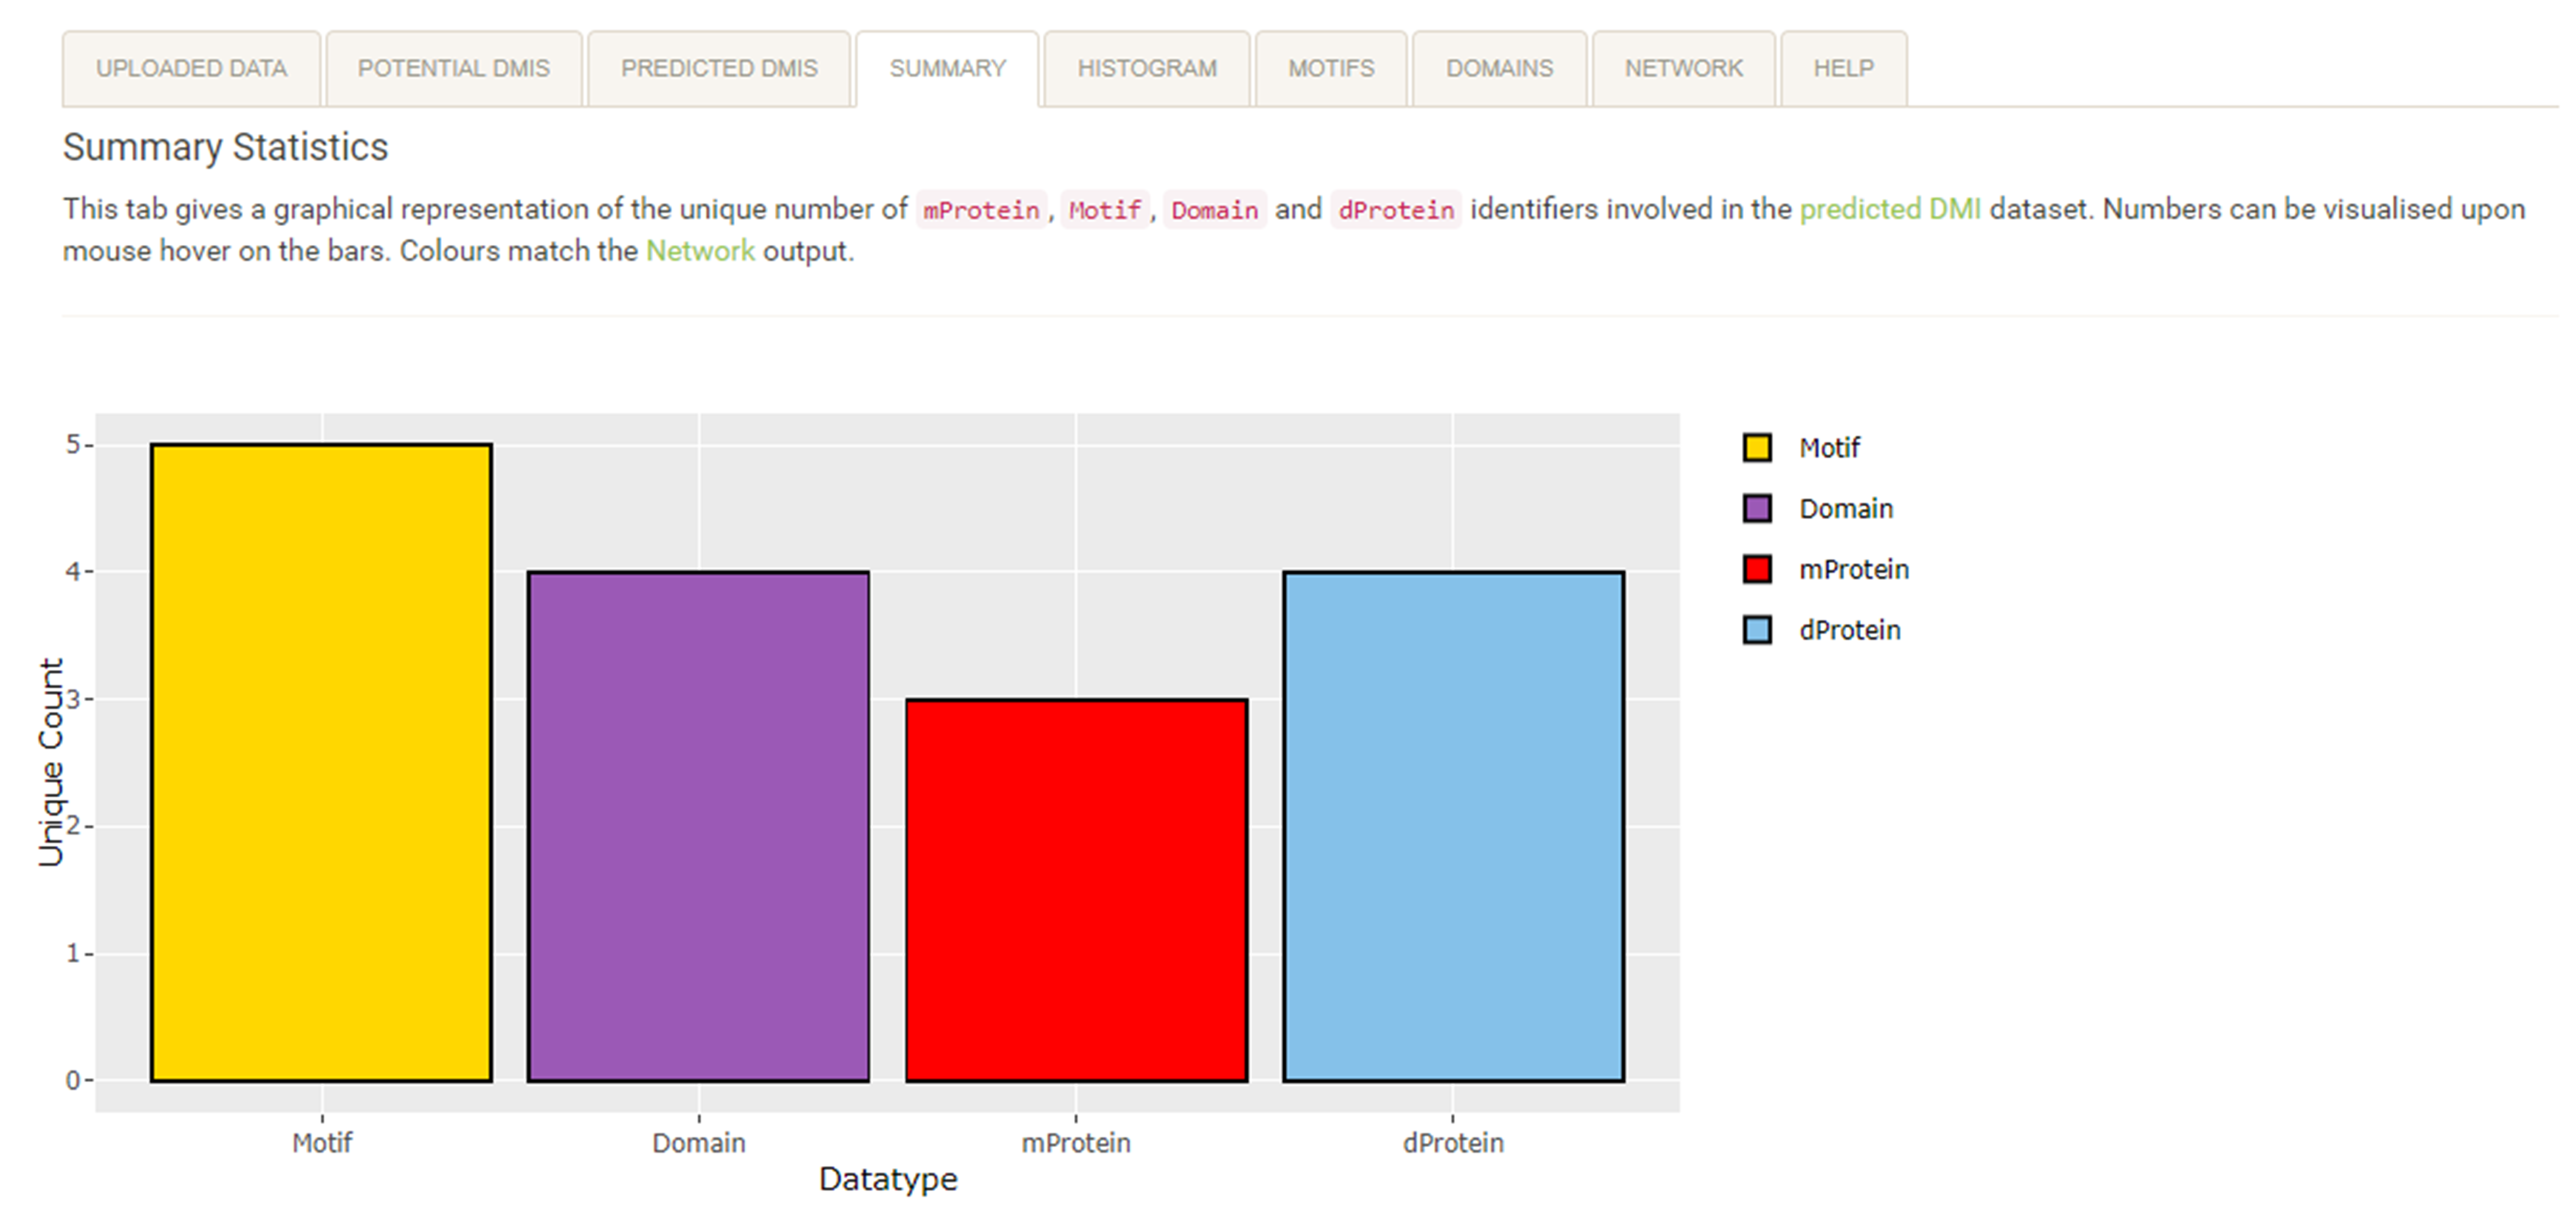 UPLOADED DATA POTENTIAL DMIS PREDICTED DMIS SUMMARY HISTOGRAM MOTIFS DOMAINS NETWORK HELP
Summary Statistics
This tab gives a graphical representation of the unique number of mProtein, Motif, Domain and dProtein identifiers involved in the predicted DMI dataset. Numbers can be visualised upon
mouse hover on the bars. Colours match the Network output.
5
4
3
2
1
0
Unique Count
Motif Domain mProtein dProtein
Datatype
Motif
Domain
mProtein
dProtein